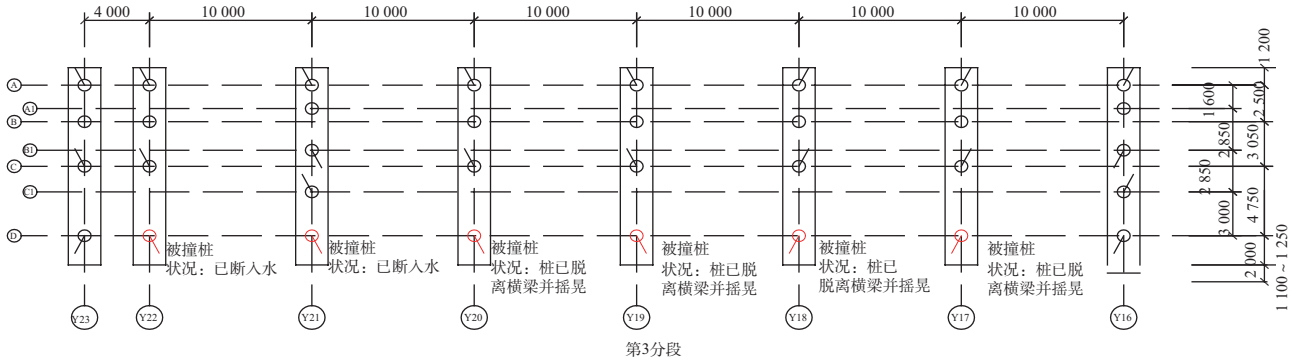 4 000 10 000 10 000 10 000 10 000 10 000 10 000
1 200
A
A1
B
B1
C
C1
D
1 600
2 500
2 850
3 050
2 850
3 000
4 750
2 000
1 100 ~ 1 250
被撞桩
状况：已断入水
被撞桩
状况：已断入水
被撞桩
状况：桩已脱
离横梁并摇晃
被撞桩
状况：桩已脱
离横梁并摇晃
被撞桩
状况：桩已
脱离横梁并摇晃
被撞桩
状况：桩已脱
离横梁并摇晃
Y23 Y22 Y21 Y20 Y19 Y18 Y17 Y16
第3分段